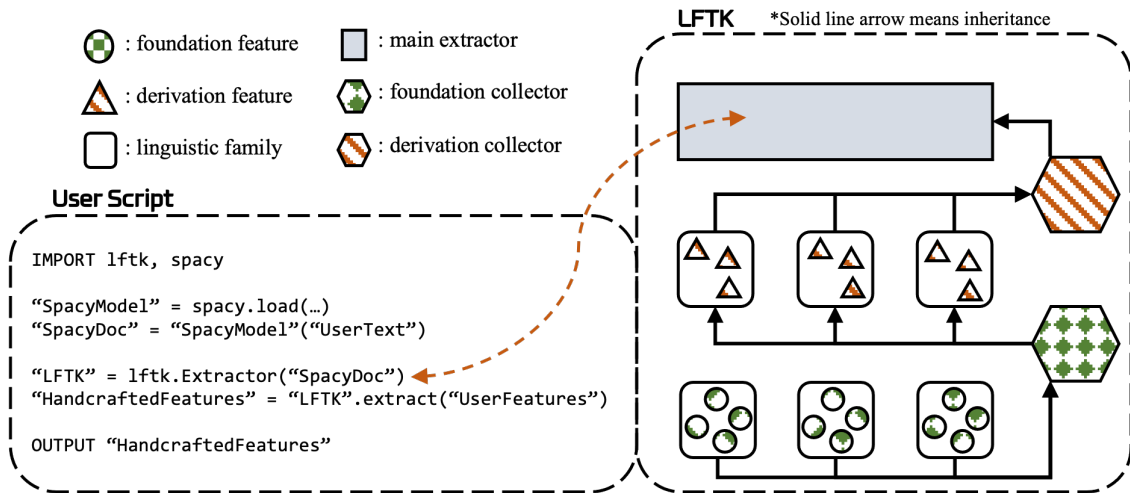 : foundation feature
: main extractor
: derivation feature
: foundation collector
: linguistic family
: derivation collector
User Script
IMPORT lftk, spacy
“SpacyModel” = spacy.load(…)
“SpacyDoc” = “SpacyModel”(“UserText”)
“LFTK” = lftk.Extractor(“SpacyDoc”)
“HandcraftedFeatures” = “LFTK”.extract(“UserFeatures”)
OUTPUT “HandcraftedFeatures”
LFTK
*Solid line arrow means inheritance